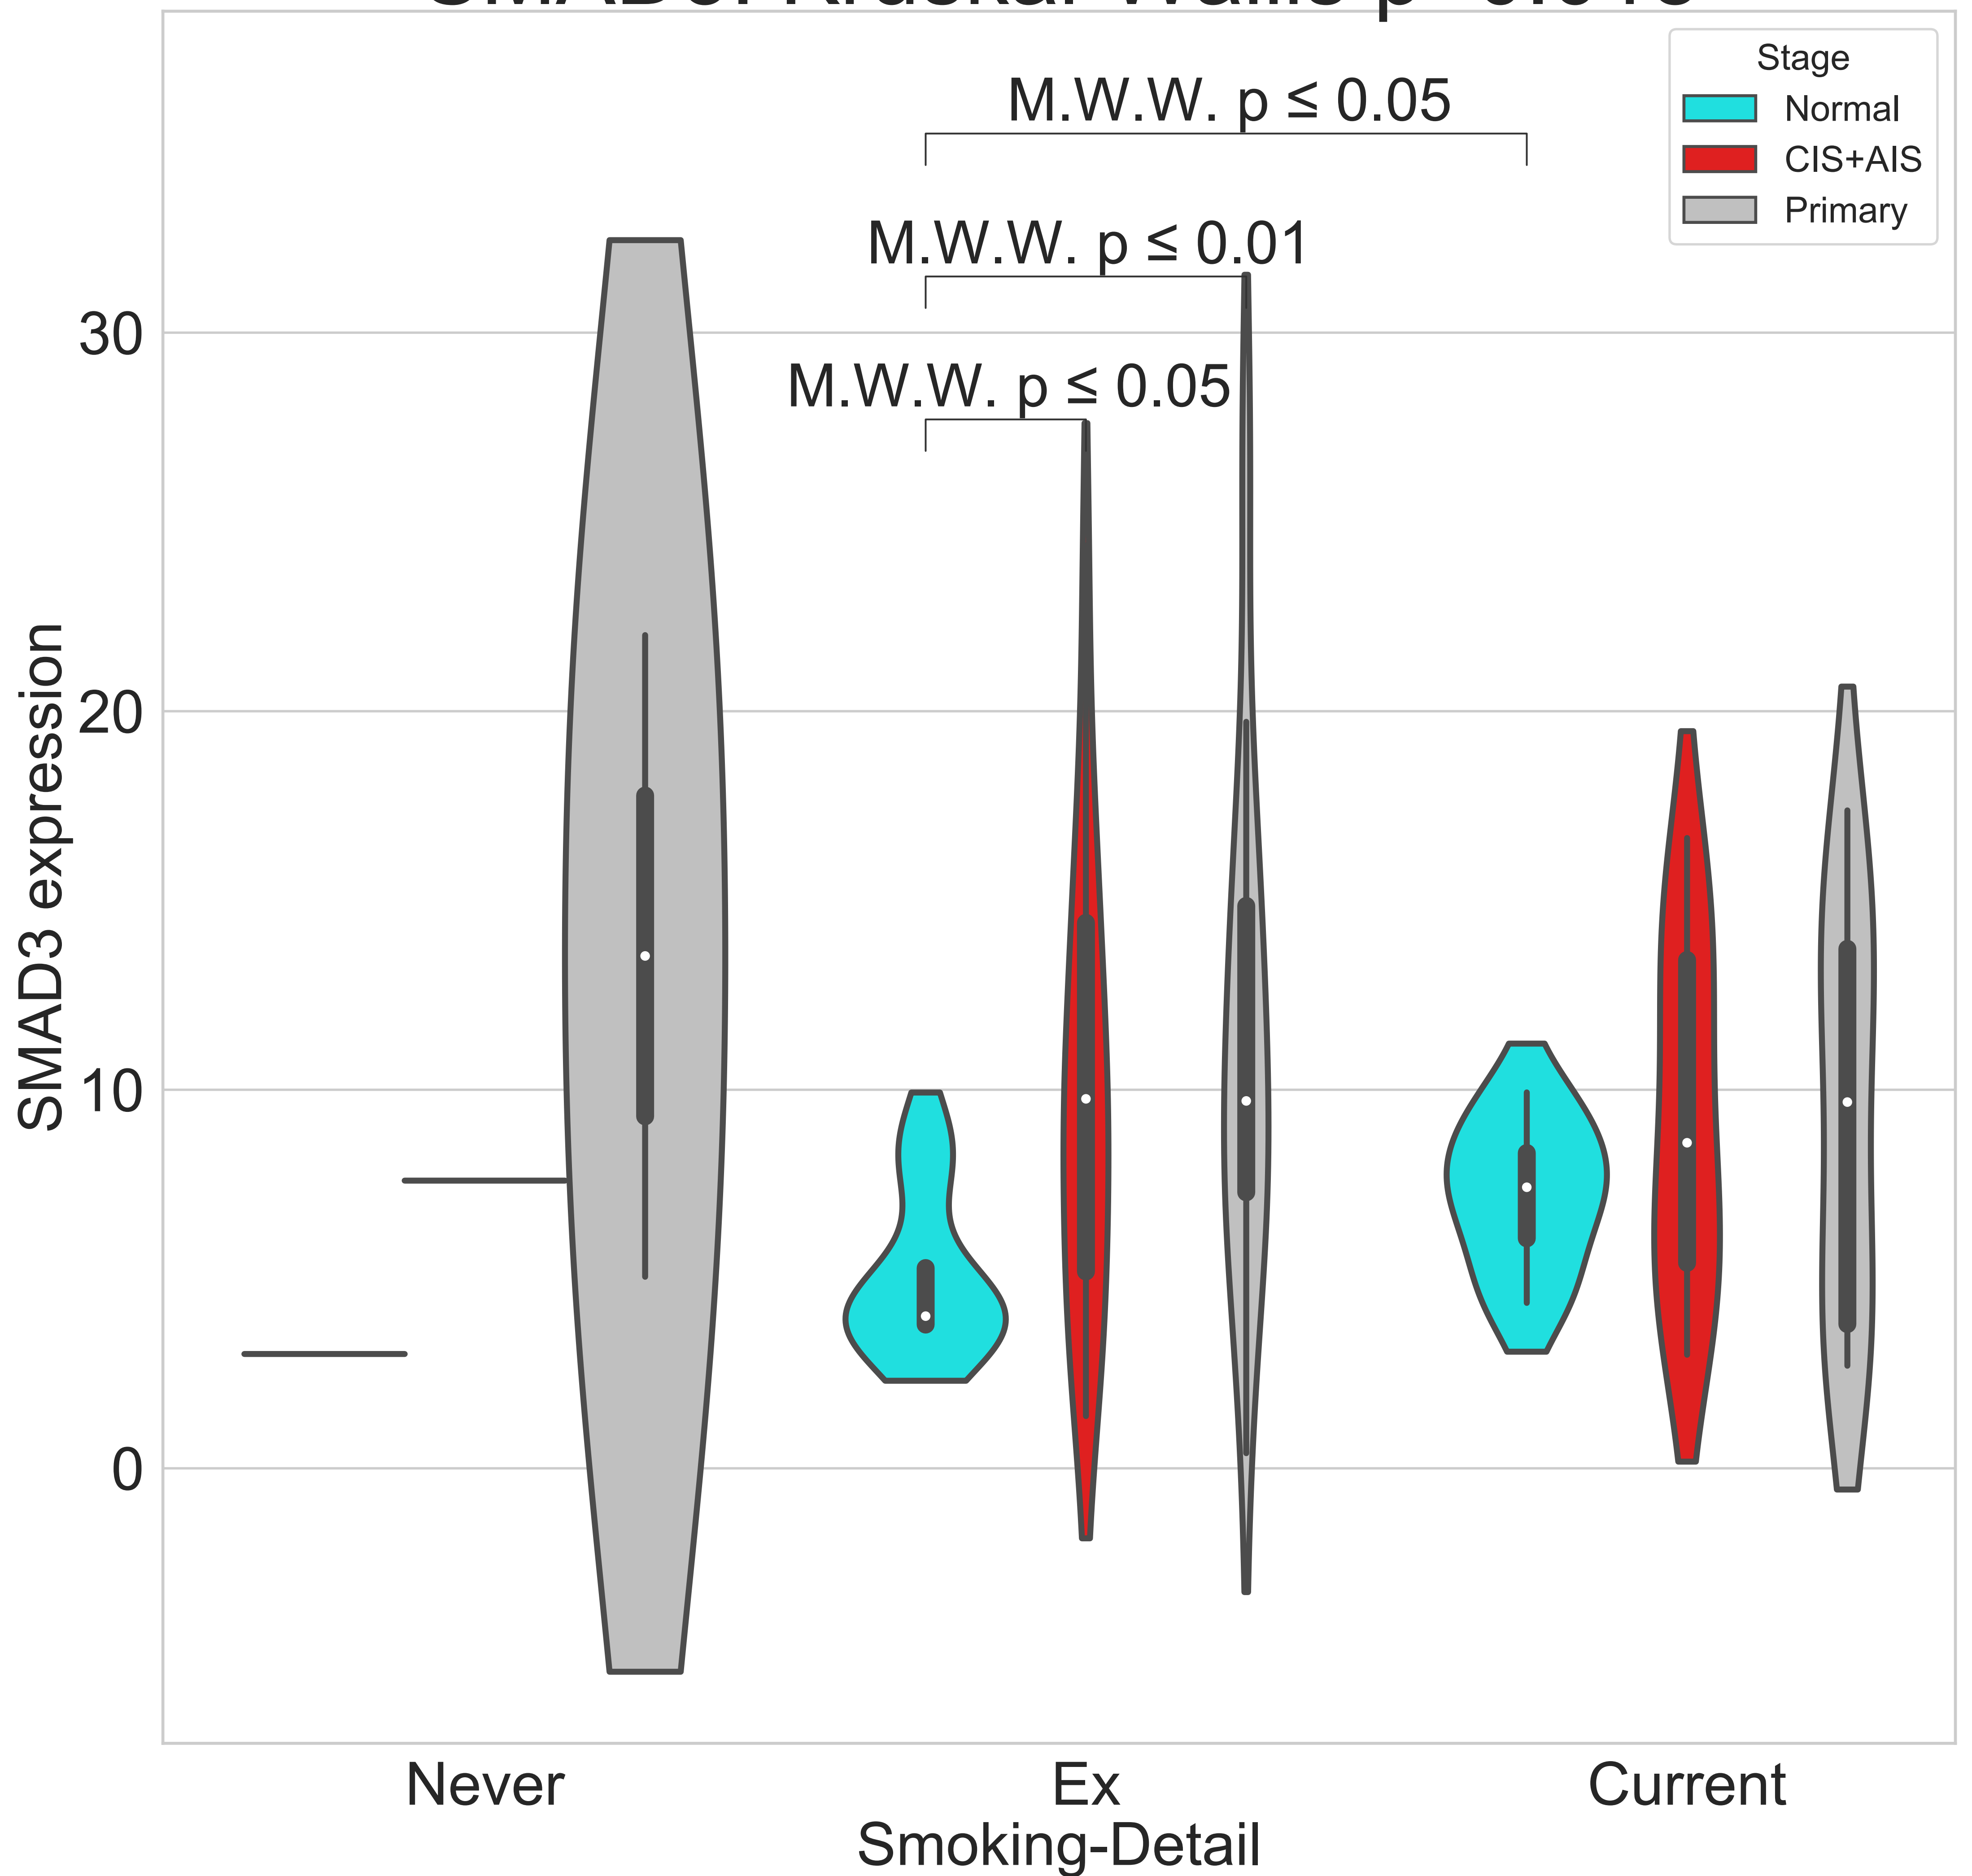 Stage
Normal
CIS+AIS
Primary
M.W.W. p ≤ 0.05
M.W.W. p ≤ 0.01
M.W.W. p ≤ 0.05
30
20
10
0
SMAD3 expression
Never
Ex
Current
Smoking-Detail